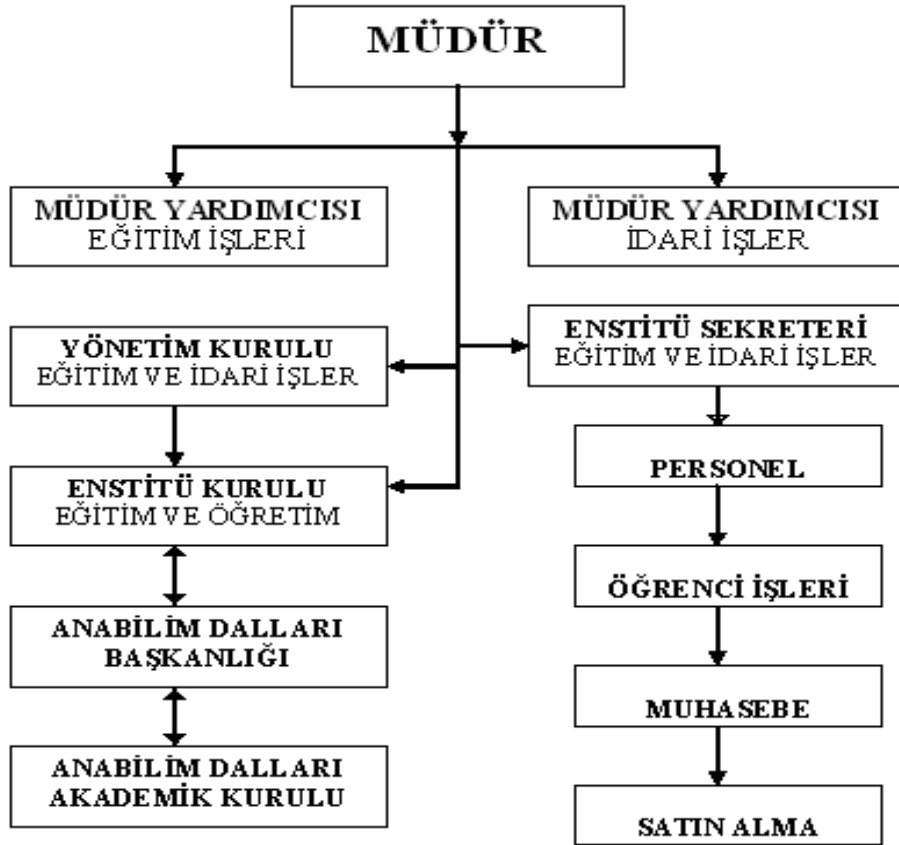 MÜDÜR
MÜDÜR YARDIMCISI
EĞİTİM İŞLERİ
MÜDÜR YARDIMCISI
İDARİ İŞLER
YÖNETİM KURULU
EĞİTİM VE İDARİ İŞLER
ENSTİTÜ SEKRETERİ
EĞİTİM VE İDARİ İŞLER
ENSTİTÜ KURULU
EĞİTİM VE ÖĞRETİM
PERSONEL
ÖĞRENCİ İŞLERİ
ANABİLİM DALLARI
BAŞKANLIĞI
MUHASEBE
ANABİLİM DALLARI
AKADEMİK KURULU
SATIN ALMA